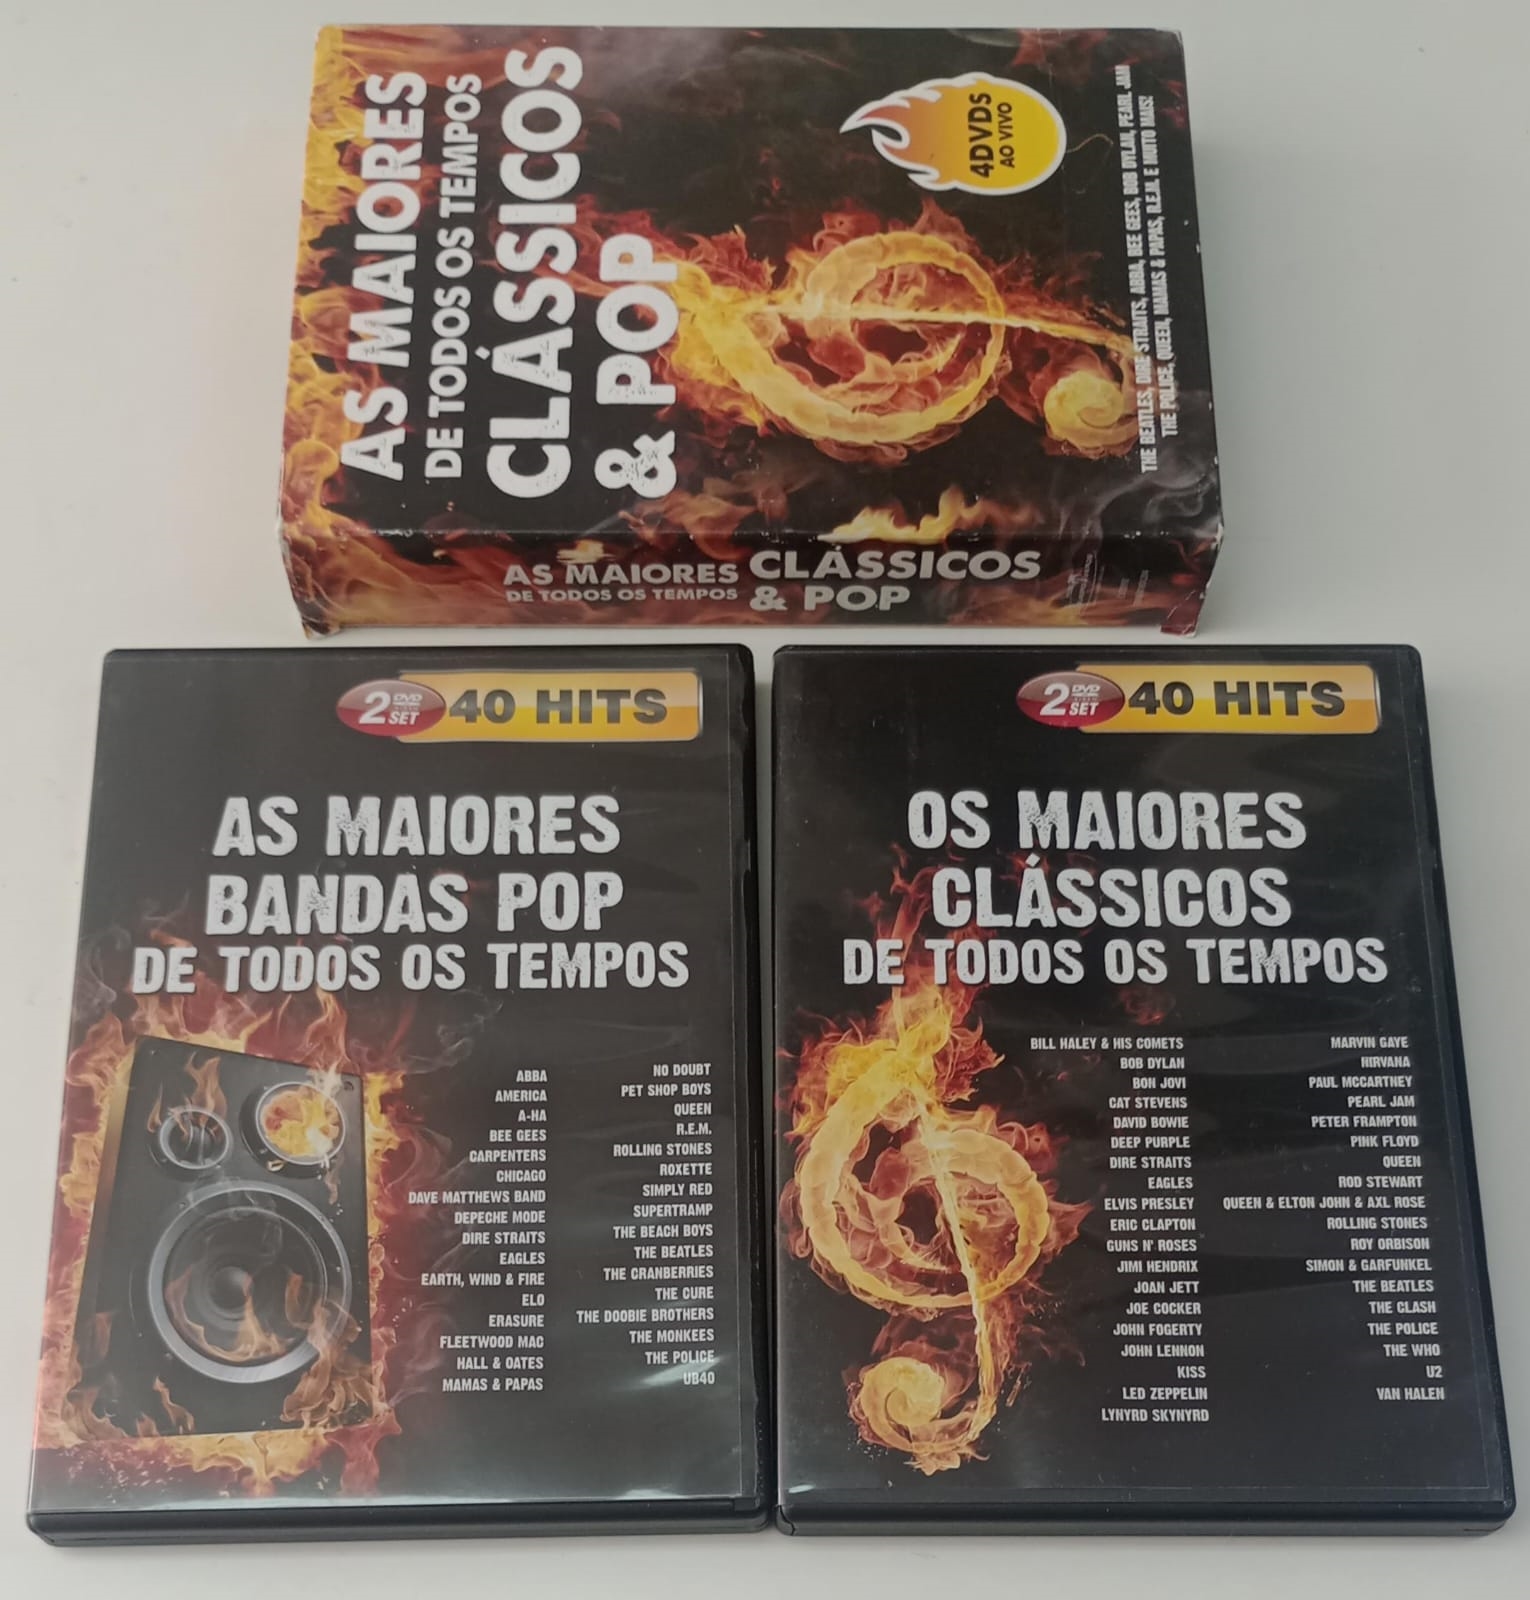 AS MAIORES
DE TODOS OS TEMPOS
CLÁSSICOS
& POP
4DVDS
AO VIVO
THE BEATLES, DIRE STRAITS, ABBA, BEE GEES, BOB DYLAN, PEARL JAM
THE POLICE, QUEEN, MAMAS & PAPAS, R.E.M. E MUITO MAIS!
AS MAIORES CLÁSSICOS
DE TODOS OS TEMPOS & POP
2 DVD SET
40 HITS
AS MAIORES
BANDAS POP
DE TODOS OS TEMPOS
ABBA
AMERICA
A-HA
BEE GEES
CARPENTERS
CHICAGO
DAVE MATTHEWS BAND
DEPECHE MODE
DIRE STRAITS
EAGLES
EARTH, WIND & FIRE
ELO
ERASURE
FLEETWOOD MAC
HALL & OATES
MAMAS & PAPAS
NO DOUBT
PET SHOP BOYS
QUEEN
R.E.M.
ROLLING STONES
ROXETTE
SIMPLY RED
SUPERTRAMP
THE BEACH BOYS
THE BEATLES
THE CRANBERRIES
THE CURE
THE DOOBIE BROTHERS
THE MONKEES
THE POLICE
UB40
2 DVD SET
40 HITS
OS MAIORES
CLÁSSICOS
DE TODOS OS TEMPOS
BILL HALEY & HIS COMETS
BOB DYLAN
BON JOVI
CAT STEVENS
DAVID BOWIE
DEEP PURPLE
DIRE STRAITS
EAGLES
ELVIS PRESLEY
ERIC CLAPTON
GUNS N' ROSES
JIMI HENDRIX
JOAN JETT
JOE COCKER
JOHN FOGERTY
JOHN LENNON
KISS
LED ZEPPELIN
LYNYRD SKYNYRD
MARVIN GAYE
NIRVANA
PAUL MCCARTNEY
PEARL JAM
PETER FRAMPTON
PINK FLOYD
QUEEN
ROD STEWART
QUEEN & ELTON JOHN & AXL ROSE
ROLLING STONES
ROY ORBISON
SIMON & GARFUNKEL
THE BEATLES
THE CLASH
THE POLICE
THE WHO
U2
VAN HALEN